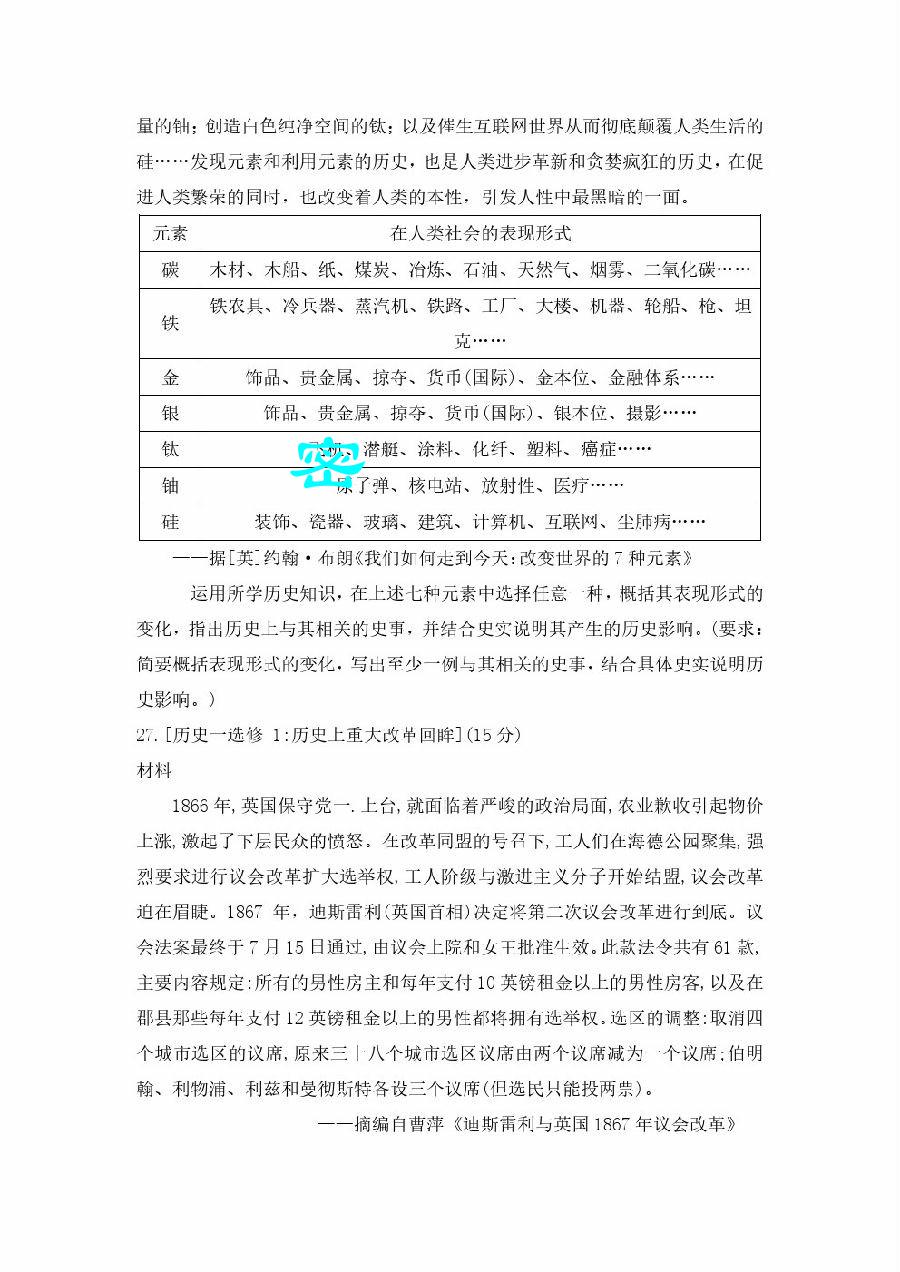 量的铀；创造白色纯净空间的钛；以及催生互联网世界从而彻底颠覆人类生活的
硅……发现元素和利用元素的历史，也是人类进步革新和贪婪疯狂的历史，在促
进人类繁荣的同时，也改变着人类的本性，引发人性中最黑暗的一面。
元素 在人类社会的表现形式
碳 木材、木船、纸、煤炭、冶炼、石油、天然气、烟雾、二氧化碳……
铁 铁农具、冷兵器、蒸汽机、铁路、工厂、大楼、机器、轮船、枪、坦
克……
金 饰品、贵金属、掠夺、货币(国际)、金本位、金融体系……
银 饰品、贵金属、掠夺、货币(国际)、银本位、摄影……
钛 机、潜艇、涂料、化纤、塑料、癌症……
密
铀 原子弹、核电站、放射性、医疗……
硅 装饰、瓷器、玻璃、建筑、计算机、互联网、尘肺病……
——据[英]约翰·布朗《我们如何走到今天:改变世界的7种元素》
运用所学历史知识，在上述七种元素中选择任意一种，概括其表现形式的
变化，指出历史上与其相关的史事，并结合史实说明其产生的历史影响。(要求：
简要概括表现形式的变化，写出至少一例与其相关的史事，结合具体史实说明历
史影响。)
27.[历史一选修 1:历史上重大改革回眸](15分)
材料
1866年,英国保守党一.上台,就面临着严峻的政治局面,农业歉收引起物价
上涨,激起了下层民众的愤怒。在改革同盟的号召下,工人们在海德公园聚集,强
烈要求进行议会改革扩大选举权,工人阶级与激进主义分子开始结盟,议会改革
迫在眉睫。1867 年，迪斯雷利(英国首相)决定将第二次议会改革进行到底。议
会法案最终于7月15日通过,由议会上院和女王批准生效。此款法令共有61款,
主要内容规定:所有的男性房主和每年支付10英镑租金以上的男性房客,以及在
郡县那些每年支付12英镑租金以上的男性都将拥有选举权。选区的调整:取消四
个城市选区的议席,原来三十八个城市选区议席由两个议席减为一个议席;伯明
翰、利物浦、利兹和曼彻斯特各设三个议席(但选民只能投两票)。
——摘编自曹萍《迪斯雷利与英国1867年议会改革》